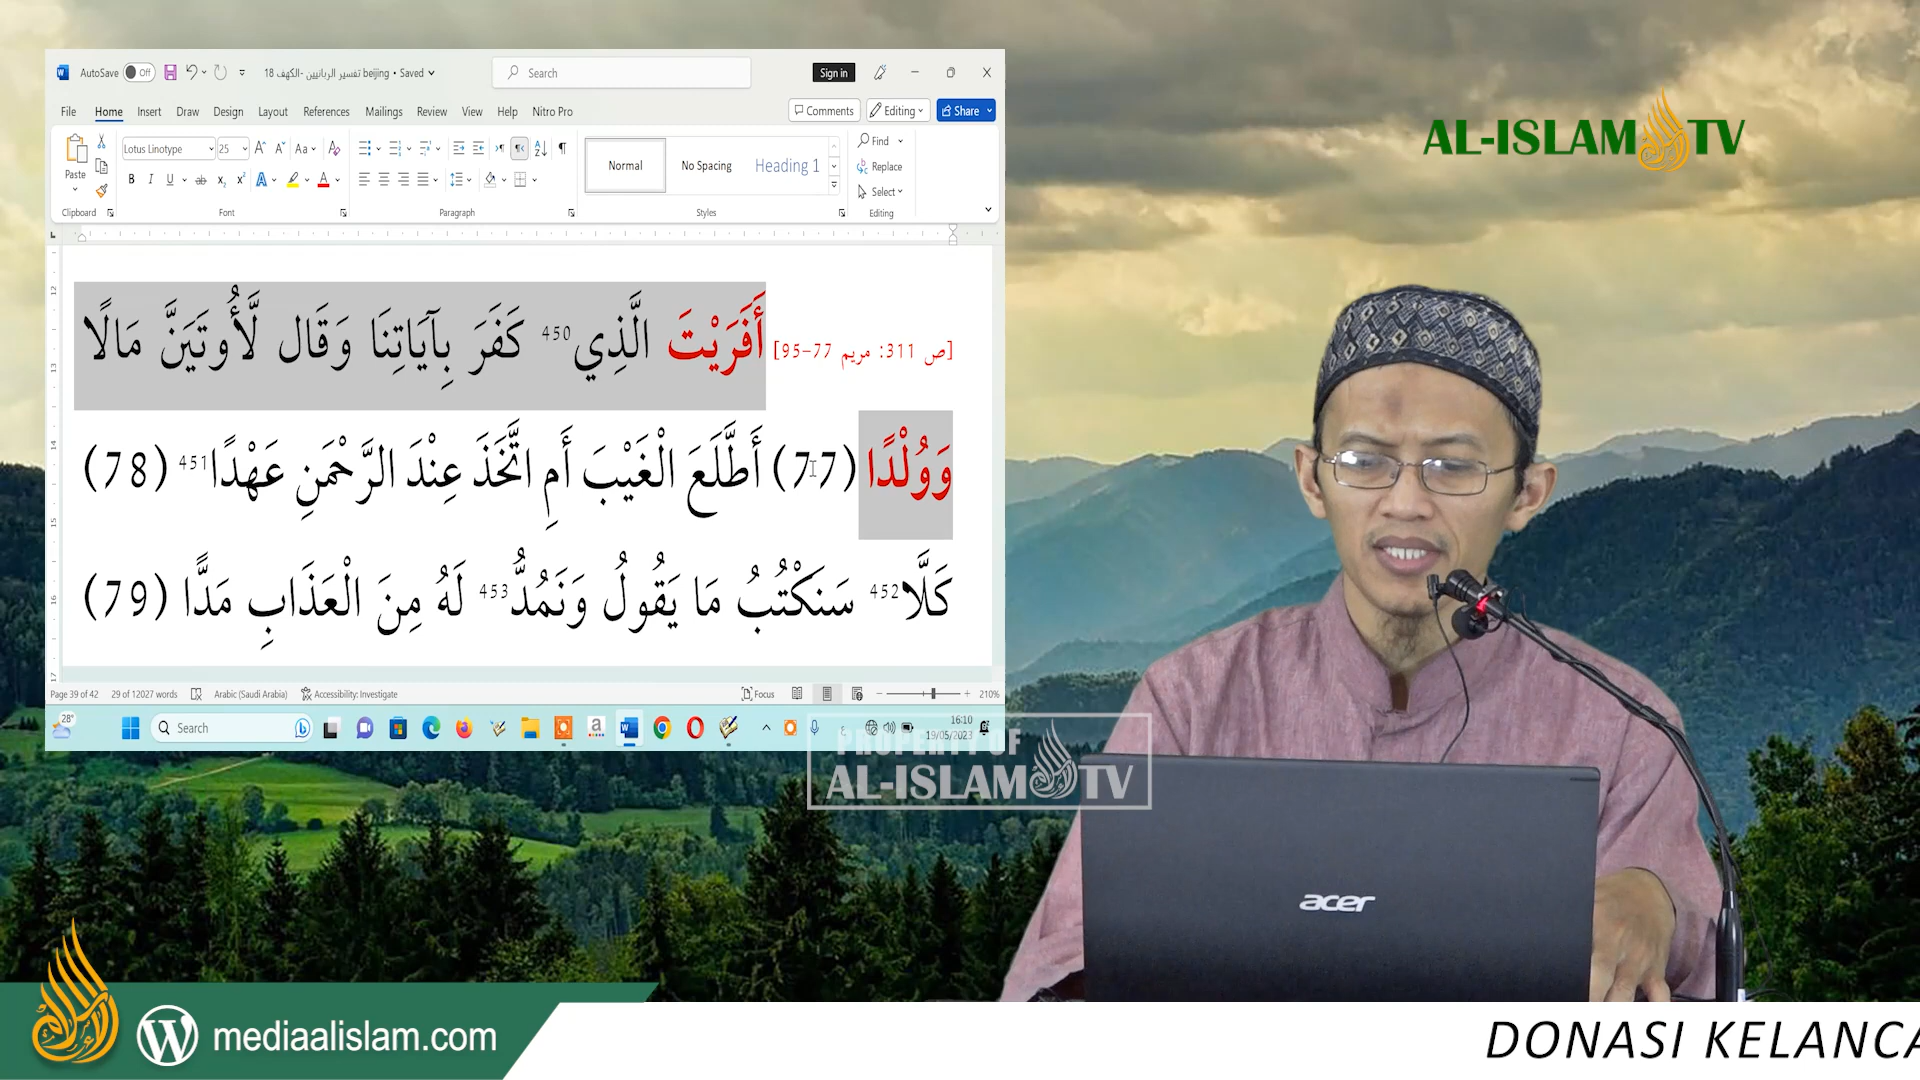 AutoSave Off تفسير الربانيين -الكهف 18 beijing • Saved Search Sign in
File Home Insert Draw Design Layout References Mailings Review View Help Nitro Pro Comments Editing Share
Lotus Linotype 25 Normal No Spacing Heading 1 Find
Paste Replace
Select
Clipboard Font Paragraph Styles Editing
[ص 311: مريم 77-95] أَفَرَيْتَ الَّذِي450 كَفَرَ بِآيَاتِنَا وَقَال لَّأُوتَيَنَّ مَالًا
وَوُلْدًا (77) أَطَّلَعَ الْغَيْبَ أَمِ اتَّخَذَ عِنْدَ الرَّحْمَنِ عَهْدًا451 (78)
كَلَّا452 سَنَكْتُبُ مَا يَقُولُ وَنَمُدُّ453 لَهُ مِنَ الْعَذَابِ مَدًّا (79)
Page 39 of 42 29 of 12027 words Arabic (Saudi Arabia) Accessibility: Investigate Focus 210%
28° Search 16:10
19/05/2023
AL-ISLAM TV
PROPERTY OF
AL-ISLAM TV
acer
mediaalislam.com
DONASI KELANCA